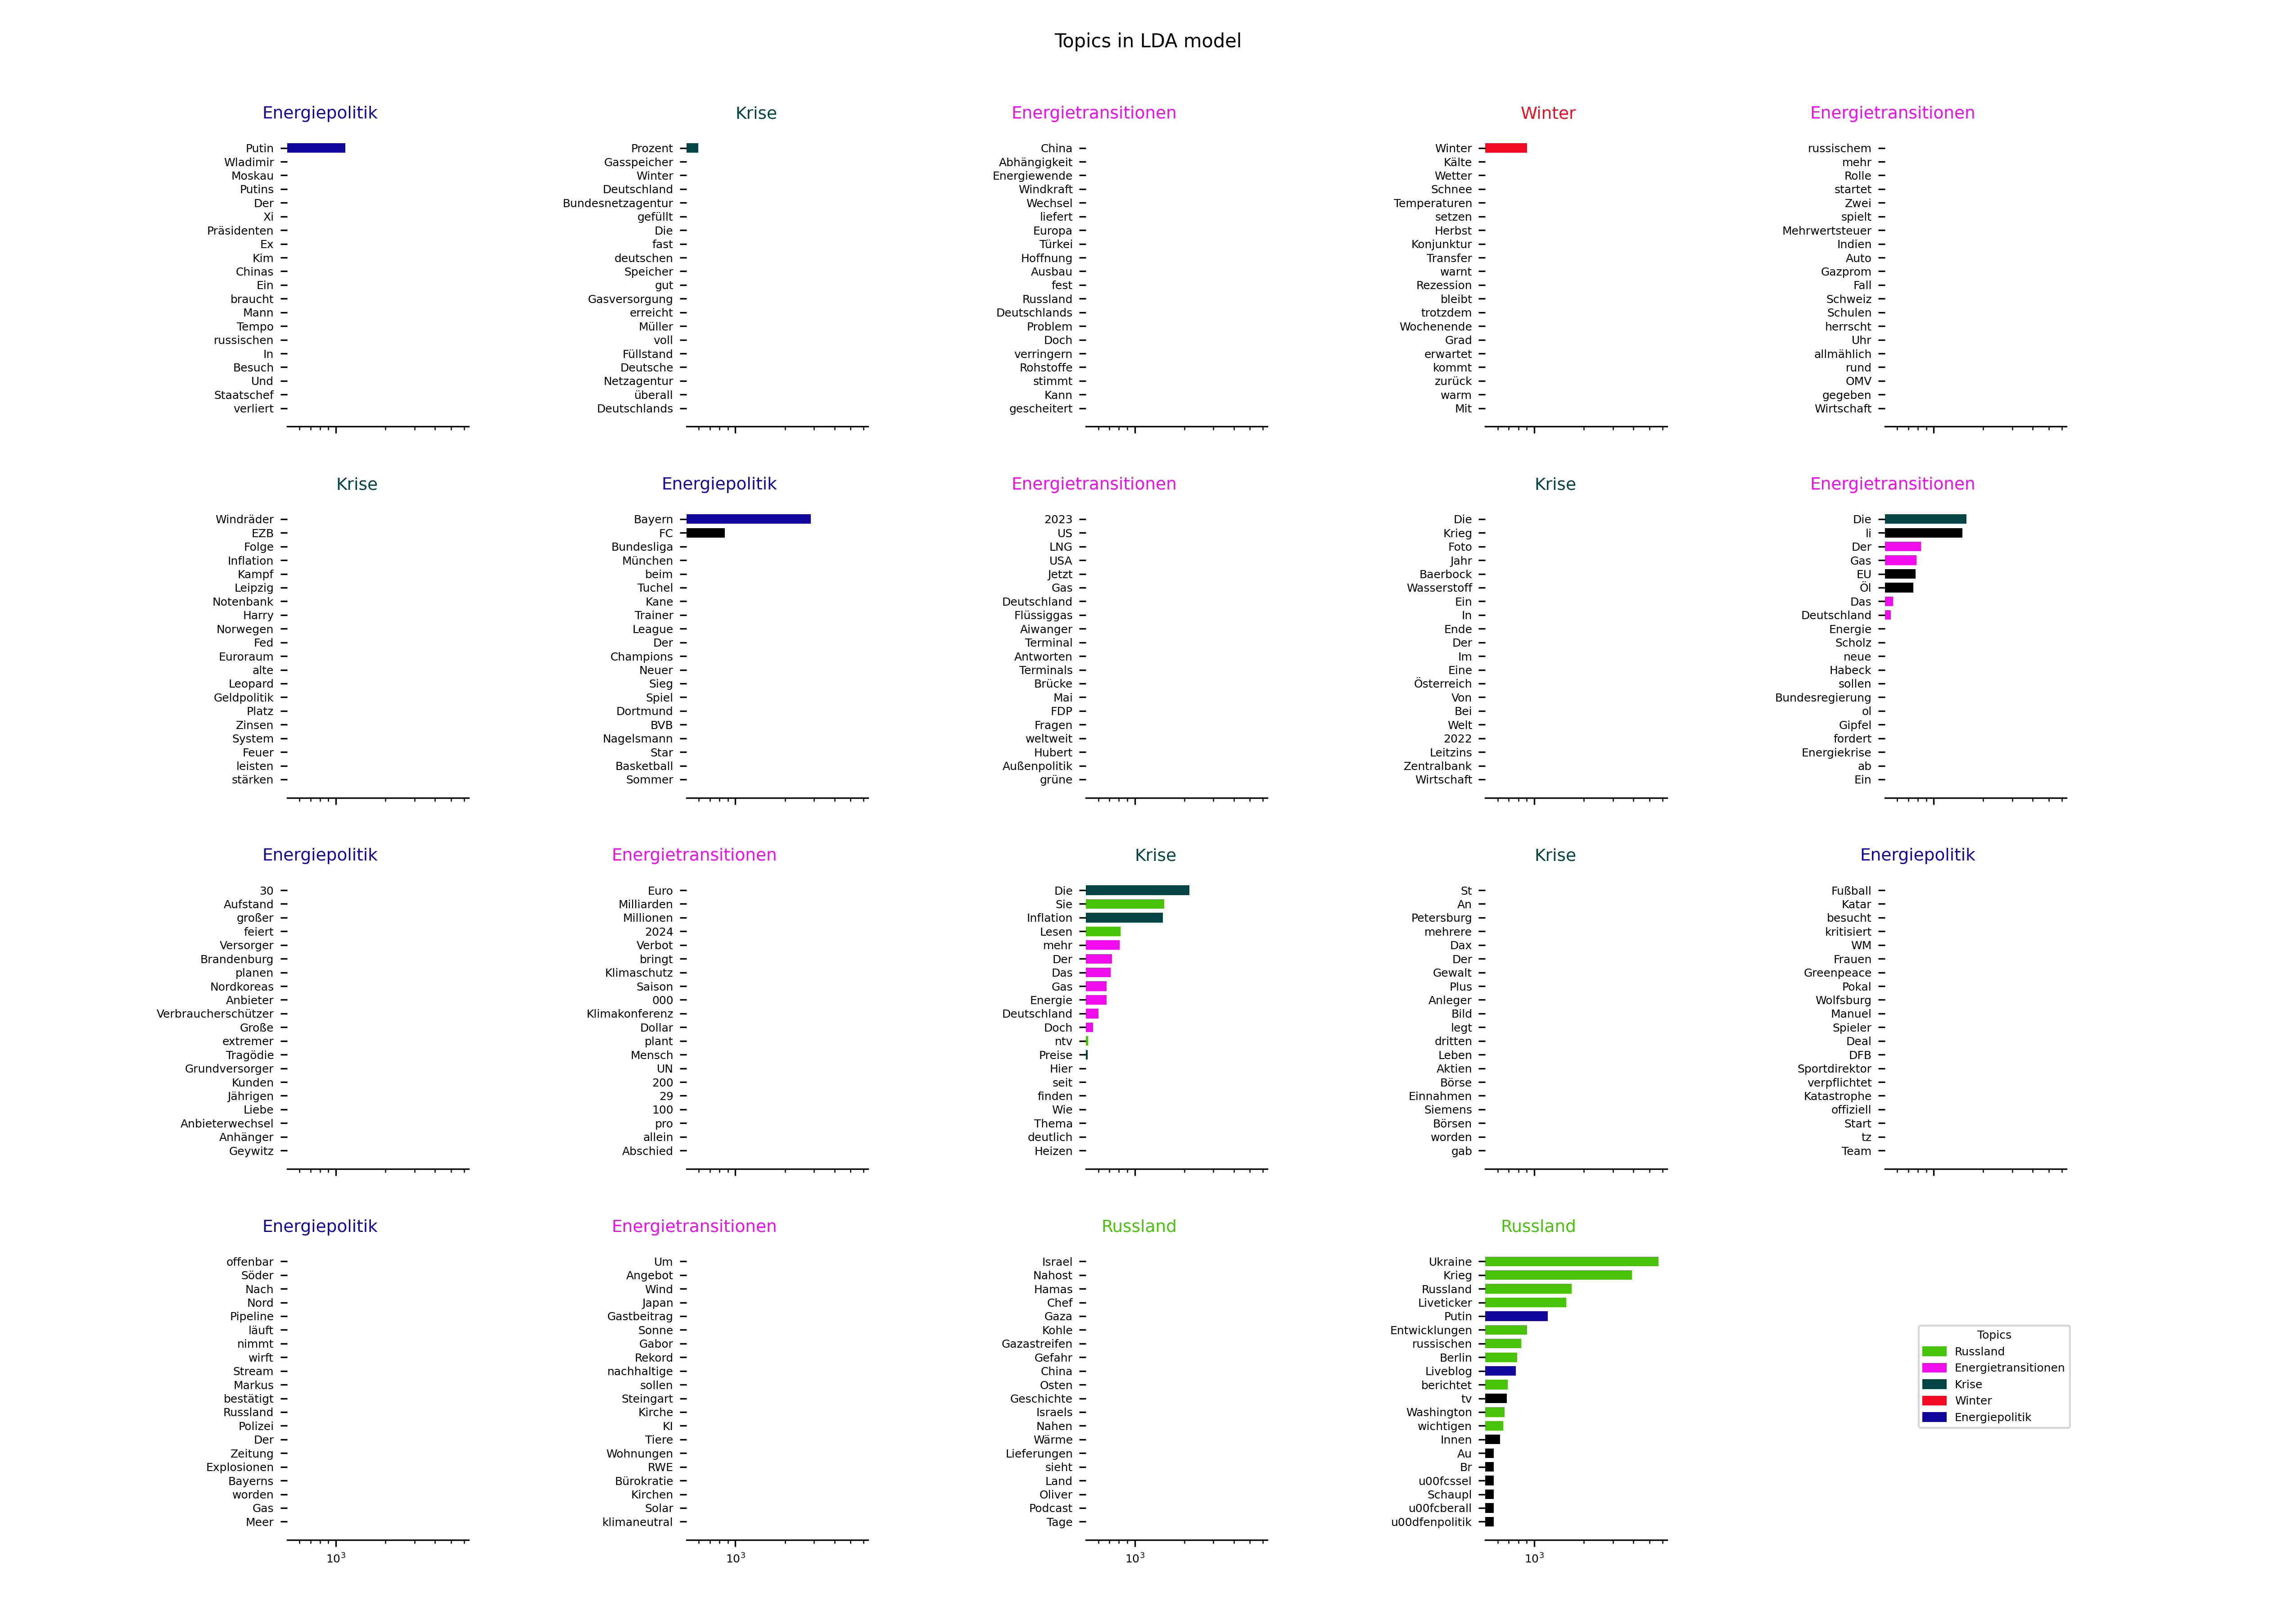 Topics in LDA model
Energiepolitik
Putin
Wladimir
Moskau
Putins
Der
Xi
Präsidenten
Ex
Kim
Chinas
Ein
braucht
Mann
Tempo
russischen
In
Besuch
Und
Staatschef
verliert
Krise
Prozent
Gasspeicher
Winter
Deutschland
Bundesnetzagentur
gefüllt
Die
fast
deutschen
Speicher
gut
Gasversorgung
erreicht
Müller
voll
Füllstand
Deutsche
Netzagentur
überall
Deutschlands
Energietransitionen
China
Abhängigkeit
Energiewende
Windkraft
Wechsel
liefert
Europa
Türkei
Hoffnung
Ausbau
fest
Russland
Deutschlands
Problem
Doch
verringern
Rohstoffe
stimmt
Kann
gescheitert
Winter
Winter
Kälte
Wetter
Schnee
Temperaturen
setzen
Herbst
Konjunktur
Transfer
warnt
Rezession
bleibt
trotzdem
Wochenende
Grad
erwartet
kommt
zurück
warm
Mit
Energietransitionen
russischem
mehr
Rolle
startet
Zwei
spielt
Mehrwertsteuer
Indien
Auto
Gazprom
Fall
Schweiz
Schulen
herrscht
Uhr
allmählich
rund
OMV
gegeben
Wirtschaft
Krise
Windräder
EZB
Folge
Inflation
Kampf
Leipzig
Notenbank
Harry
Norwegen
Fed
Euroraum
alte
Leopard
Geldpolitik
Platz
Zinsen
System
Feuer
leisten
stärken
Energiepolitik
Bayern
FC
Bundesliga
München
beim
Tuchel
Kane
Trainer
League
Der
Champions
Neuer
Sieg
Spiel
Dortmund
BVB
Nagelsmann
Star
Basketball
Sommer
Energietransitionen
2023
US
LNG
USA
Jetzt
Gas
Deutschland
Flüssiggas
Aiwanger
Terminal
Antworten
Terminals
Brücke
Mai
FDP
Fragen
weltweit
Hubert
Außenpolitik
grüne
Krise
Die
Krieg
Foto
Jahr
Baerbock
Wasserstoff
Ein
In
Ende
Der
Im
Eine
Österreich
Von
Bei
Welt
2022
Leitzins
Zentralbank
Wirtschaft
Energietransitionen
Die
li
Der
Gas
EU
Öl
Das
Deutschland
Energie
Scholz
neue
Habeck
sollen
Bundesregierung
ol
Gipfel
fordert
Energiekrise
ab
Ein
Energiepolitik
30
Aufstand
großer
feiert
Versorger
Brandenburg
planen
Nordkoreas
Anbieter
Verbraucherschützer
Große
extremer
Tragödie
Grundversorger
Kunden
Jährigen
Liebe
Anbieterwechsel
Anhänger
Geywitz
Energietransitionen
Euro
Milliarden
Millionen
2024
Verbot
bringt
Klimaschutz
Saison
000
Klimakonferenz
Dollar
plant
Mensch
UN
200
29
100
pro
allein
Abschied
Krise
Die
Sie
Inflation
Lesen
mehr
Der
Das
Gas
Energie
Deutschland
Doch
ntv
Preise
Hier
seit
finden
Wie
Thema
deutlich
Heizen
Krise
St
An
Petersburg
mehrere
Dax
Der
Gewalt
Plus
Anleger
Bild
legt
dritten
Leben
Aktien
Börse
Einnahmen
Siemens
Börsen
worden
gab
Energiepolitik
Fußball
Katar
besucht
kritisiert
WM
Frauen
Greenpeace
Pokal
Wolfsburg
Manuel
Spieler
Deal
DFB
Sportdirektor
verpflichtet
Katastrophe
offiziell
Start
tz
Team
Energiepolitik
offenbar
Söder
Nach
Nord
Pipeline
läuft
nimmt
wirft
Stream
Markus
bestätigt
Russland
Polizei
Der
Zeitung
Explosionen
Bayerns
worden
Gas
Meer
10³
Energietransitionen
Um
Angebot
Wind
Japan
Gastbeitrag
Sonne
Gabor
Rekord
nachhaltige
sollen
Steingart
Kirche
KI
Tiere
Wohnungen
RWE
Bürokratie
Kirchen
Solar
klimaneutral
10³
Russland
Israel
Nahost
Hamas
Chef
Gaza
Kohle
Gazastreifen
Gefahr
China
Osten
Geschichte
Israels
Nahen
Wärme
Lieferungen
sieht
Land
Oliver
Podcast
Tage
10³
Russland
Ukraine
Krieg
Russland
Liveticker
Putin
Entwicklungen
russischen
Berlin
Liveblog
berichtet
tv
Washington
wichtigen
Innen
Au
Br
u00fcssel
Schaupl
u00fcberall
u00dfenpolitik
10³
Topics
Russland
Energietransitionen
Krise
Winter
Energiepolitik